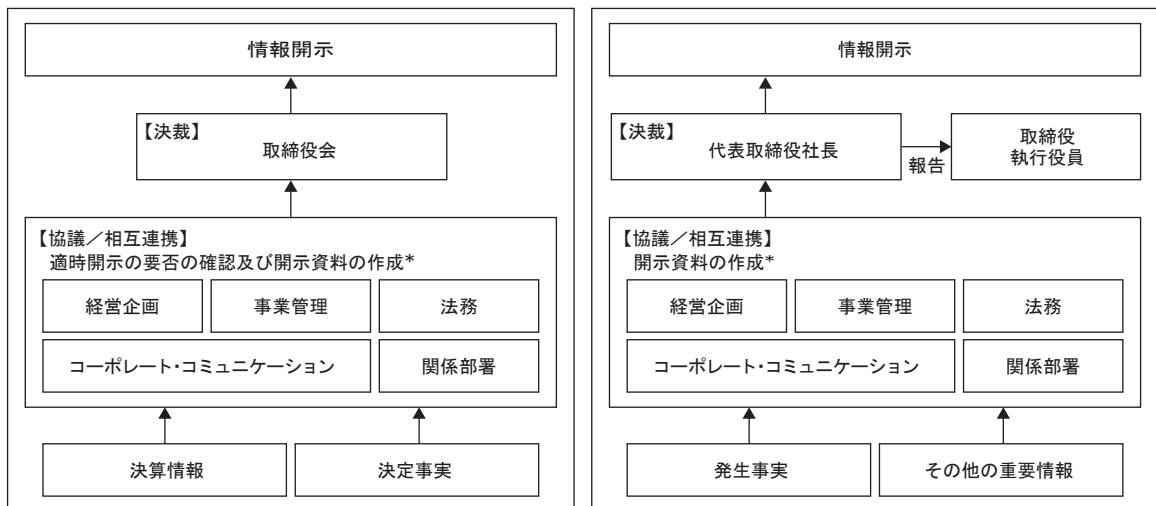 情報開示
【決裁】
取締役会
【協議／相互連携】
適時開示の要否の確認及び開示資料の作成*
経営企画
事業管理
法務
コーポレート・コミュニケーション
関係部署
決算情報
決定事実
情報開示
【決裁】
代表取締役社長
報告
取締役
執行役員
【協議／相互連携】
開示資料の作成*
経営企画
事業管理
法務
コーポレート・コミュニケーション
関係部署
発生事実
その他の重要情報